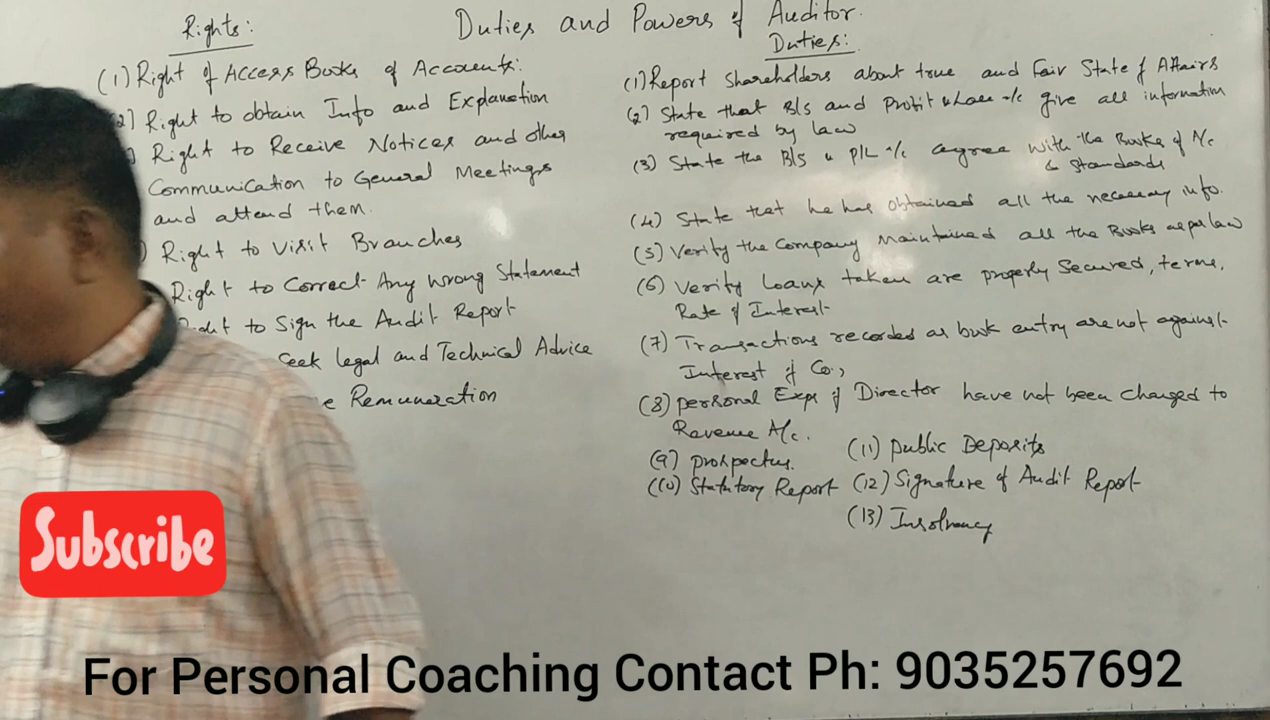 Duties and Powers of Auditor.
Rights:
(1) Right of Access Books of Accounts.
2) Right to obtain Info and Explanation
) Right to Receive Notices and other
Communication to General Meetings
and attend them.
) Right to Visit Branches
Right to Correct Any wrong Statement
Right to Sign the Audit Report
Seek legal and Technical Advice
e Remuneration
Duties:
(1) Report Shareholders about true and Fair State of Affairs
(2) State that B/S and Profit & Loss a/c give all information
required by law
(3) State the B/S & P/L a/c agree with the Books of A/c
& Standards
(4) State that he has obtained all the necessary info.
(5) Verify the Company Maintained all the Books as per law
(6) Verify Loans taken are properly Secured, terms,
Rate of Interest
(7) Transactions recorded as book entry are not against
Interest of Co.,
(8) Personal Exps of Director have not been charged to
Revenue A/c.
(9) Prospectus.
(10) Statutory Report
(11) Public Deposits
(12) Signature of Audit Report
(13) Insolvency
Subscribe
For Personal Coaching Contact Ph: 9035257692